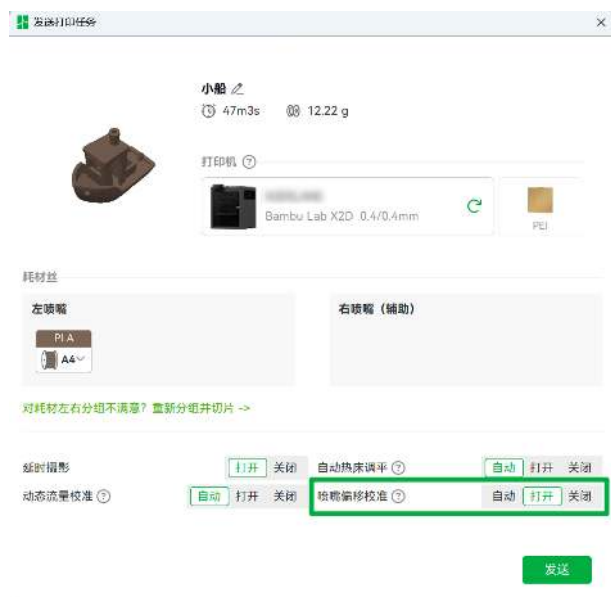 发送打印任务
小船
47m3s 12.22 g
打印机
Bambu Lab X2D 0.4/0.4mm
PEI
耗材丝
左喷嘴 右喷嘴（辅助）
PLA
A4
对耗材左右分组不满意？重新分组并切片 ->
延时摄影 打开 关闭 自动热床调平 自动 打开 关闭
动态流量校准 自动 打开 关闭 喷嘴偏移校准 自动 打开 关闭
发送